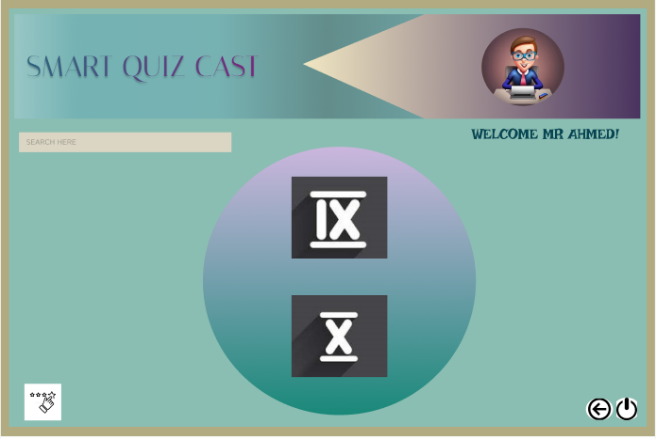 SMART QUIZ CAST
WELCOME MR AHMED!
SEARCH HERE
IX
X